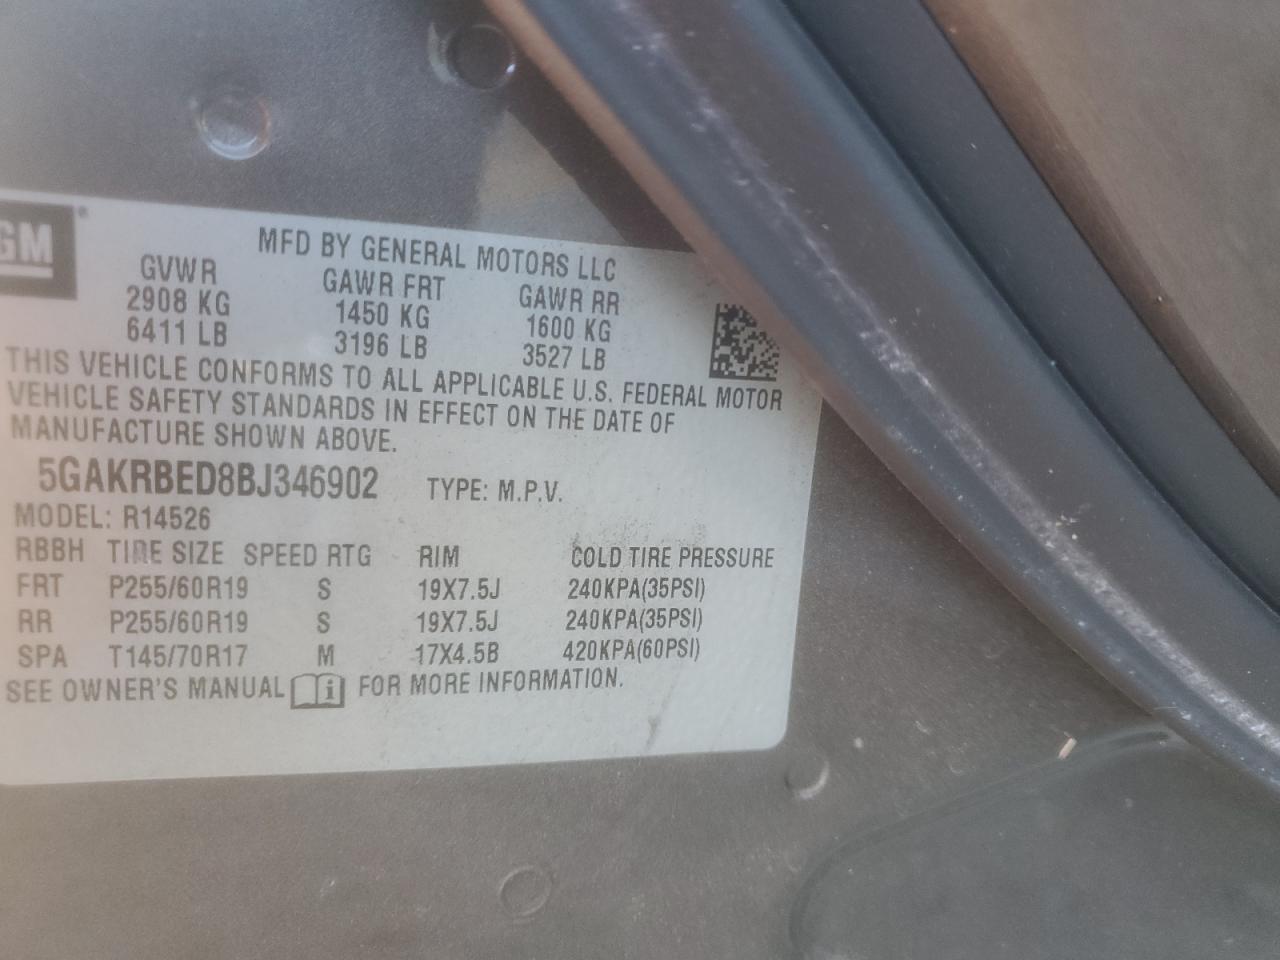 GM®
MFD BY GENERAL MOTORS LLC
GVWR GAWR FRT GAWR RR
2908 KG 1450 KG 1600 KG
6411 LB 3196 LB 3527 LB
THIS VEHICLE CONFORMS TO ALL APPLICABLE U.S. FEDERAL MOTOR
VEHICLE SAFETY STANDARDS IN EFFECT ON THE DATE OF
MANUFACTURE SHOWN ABOVE.
5GAKRBED8BJ346902 TYPE: M.P.V.
MODEL: R14526
RBBH TIRE SIZE SPEED RTG RIM COLD TIRE PRESSURE
FRT P255/60R19 S 19X7.5J 240KPA(35PSI)
RR P255/60R19 S 19X7.5J 240KPA(35PSI)
SPA T145/70R17 M 17X4.5B 420KPA(60PSI)
SEE OWNER'S MANUAL i FOR MORE INFORMATION.